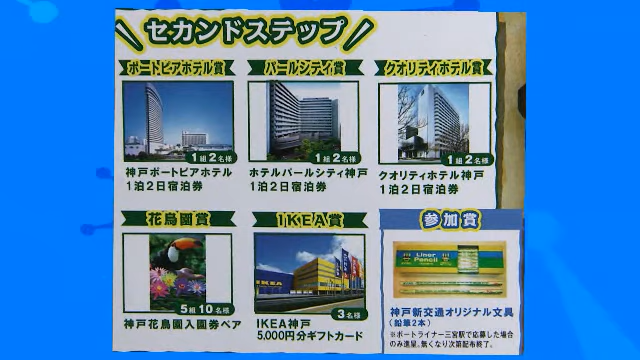 セカンドステップ
ポートピアホテル賞
パールシティ賞
クオリティホテル賞
1組2名様
1組2名様
1組2名様
神戸ポートピアホテル
1泊2日宿泊券
ホテルパールシティ神戸
1泊2日宿泊券
クオリティホテル神戸
1泊2日宿泊券
花鳥園賞
IKEA賞
参加賞
Liner
Pencil
IKEA
5組10名様
3名様
神戸花鳥園入園券ペア
IKEA神戸
5,000円分ギフトカード
神戸新交通オリジナル文具
(鉛筆2本)
※ポートライナー三宮駅で応募した場合
のみ進呈。無くなり次第配布終了。